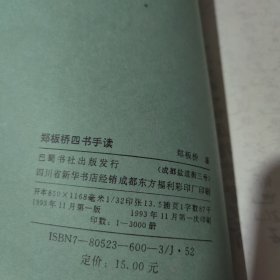 郑板桥四书手读
郑板桥 著
巴蜀书社出版发行 (成都盐道街三号)
四川省新华书店经销成都东方福利彩印厂印刷
开本850×1168毫米1/32印张13.5插页1字数87千
1993年11月第一版 1993年11月第一次印刷
印数:1—3000册
ISBN7—80523—600—3/J·52
定价:15.00元